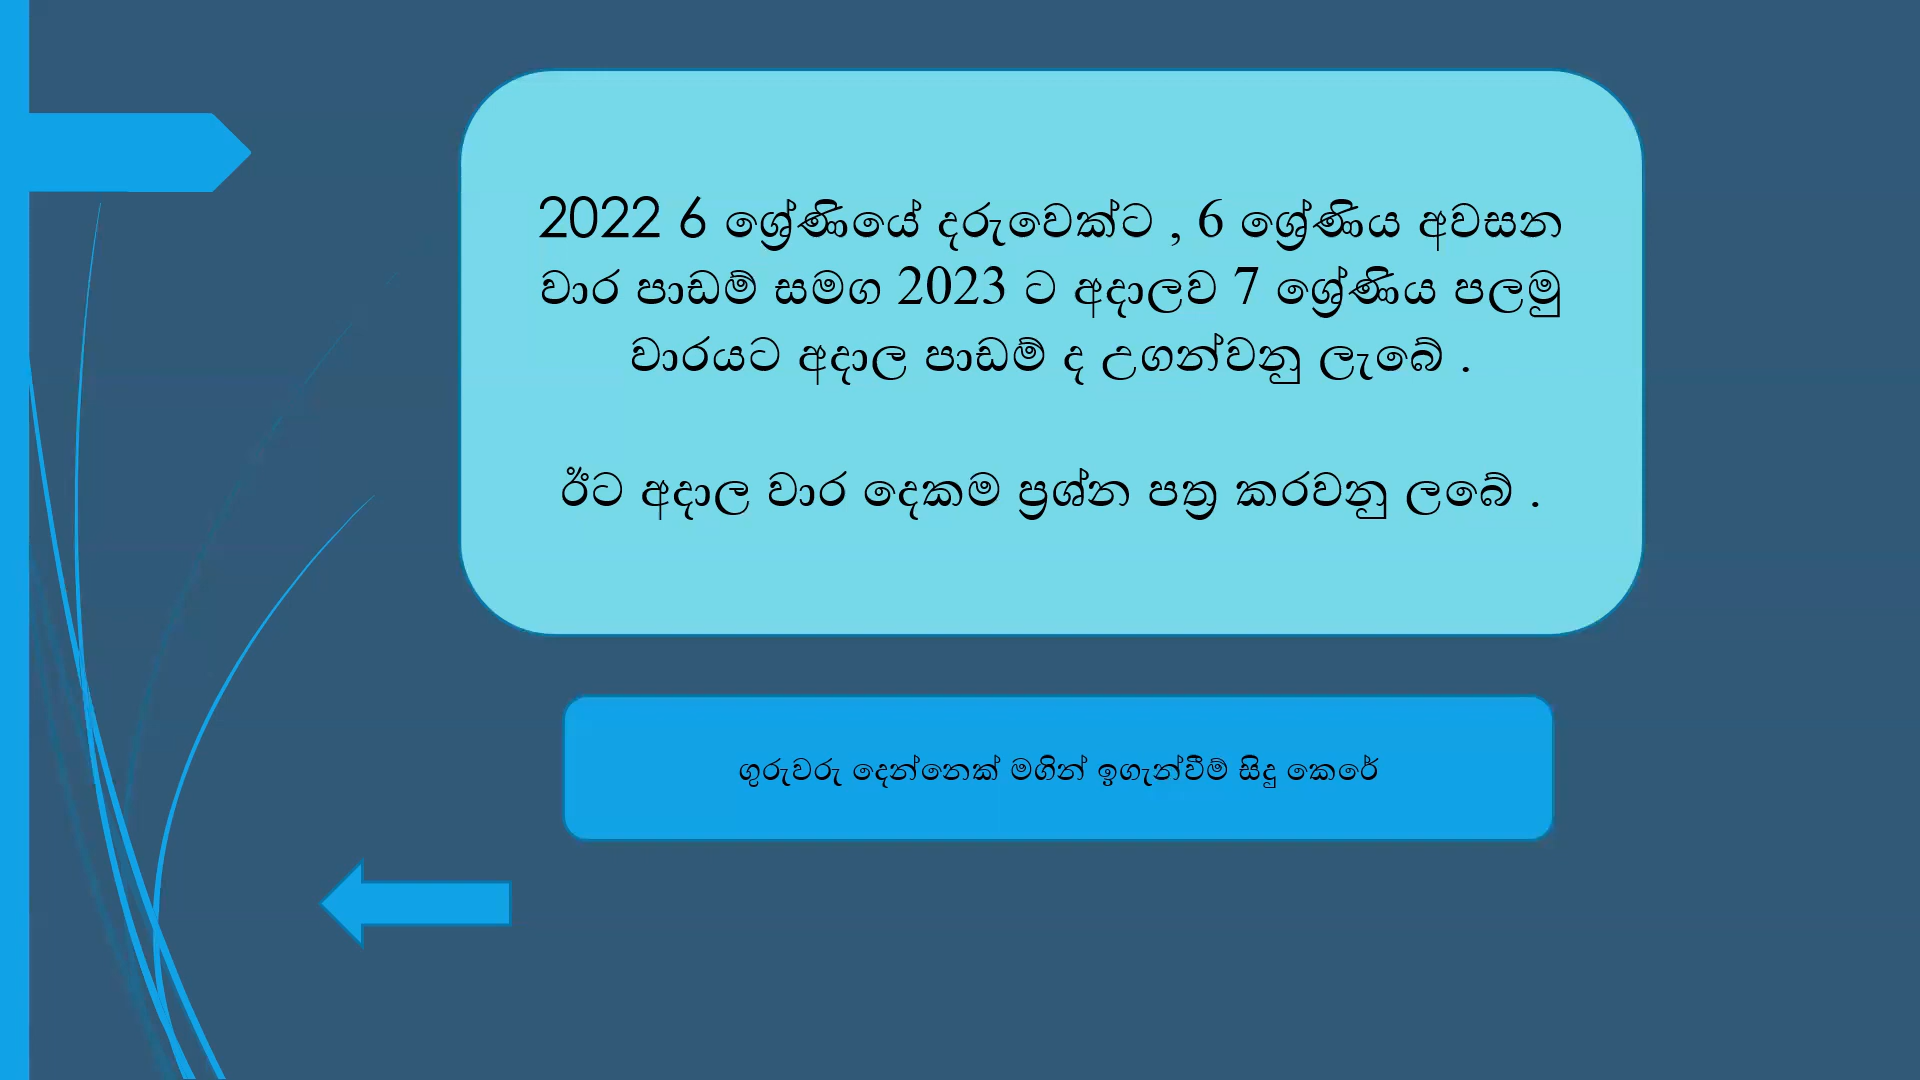 2022 6 ශ්‍රේණියේ දරුවෙක්ට , 6 ශ්‍රේණිය අවසන
වාර පාඩම් සමග 2023 ට අදාලව 7 ශ්‍රේණිය පලමු
වාරයට අදාල පාඩම් ද උගන්වනු ලැබේ .
ඊට අදාල වාර දෙකම ප්‍රශ්න පත්‍ර කරවනු ලබේ .
ගුරුවරු දෙන්නෙක් මගින් ඉගැන්වීම් සිදු කෙරේ